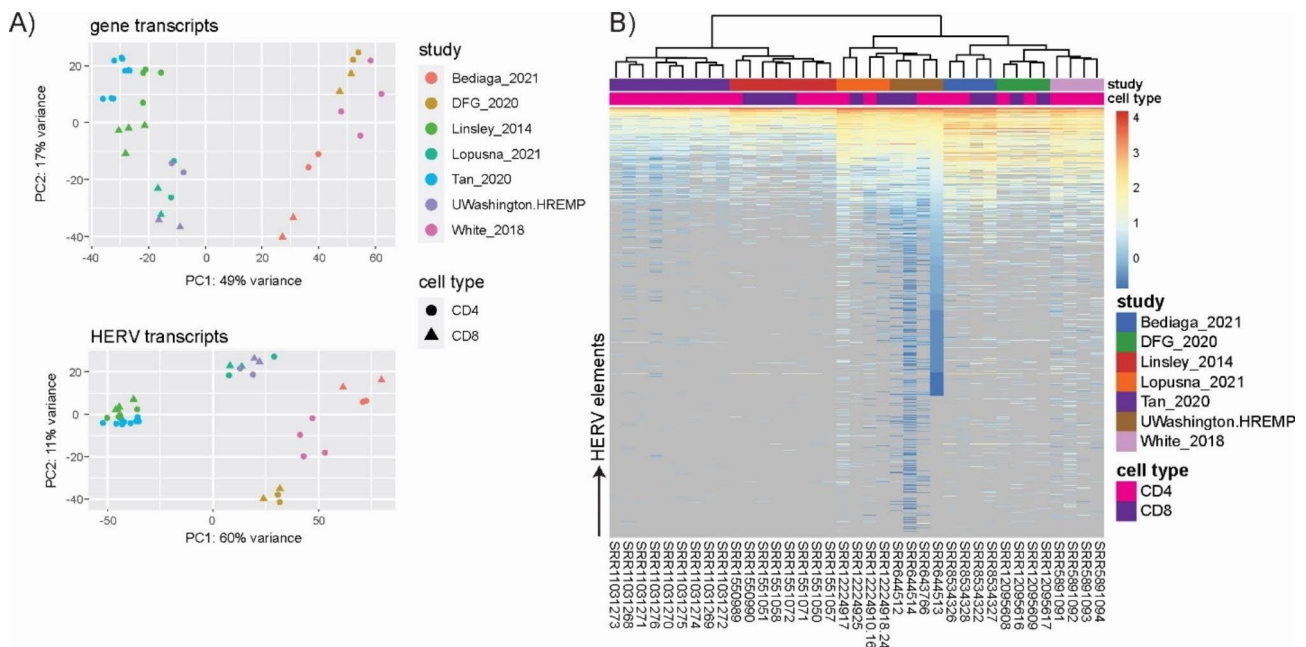 A)
gene transcripts
PC2: 17% variance
20
0
-20
-40
-40
-20
0
20
40
60
PC1: 49% variance
HERV transcripts
PC2: 11% variance
20
0
-20
-40
-50
0
50
PC1: 60% variance
study
Bediaga_2021
DFG_2020
Linsley_2014
Lopusna_2021
Tan_2020
UWashington.HREMP
White_2018
cell type
CD4
CD8
B)
study
cell type
4
3
2
1
0
study
Bediaga_2021
DFG_2020
Linsley_2014
Lopusna_2021
Tan_2020
UWashington.HREMP
White_2018
cell type
CD4
CD8
HERV elements
SRR11031273
SRR11031268
SRR11031271
SRR11031276
SRR11031270
SRR11031275
SRR11031274
SRR11031269
SRR11031272
SRR1550989
SRR1550990
SRR1551051
SRR1551058
SRR1551072
SRR1551071
SRR1551050
SRR1551057
SRR12224917
SRR12224925
SRR12224910.16
SRR12224918.24
SRR644512
SRR644514
SRR643766
SRR644513
SRR8534326
SRR8534328
SRR8534322
SRR8534327
SRR12095608
SRR12095616
SRR12095609
SRR12095617
SRR5891091
SRR5891092
SRR5891093
SRR5891094